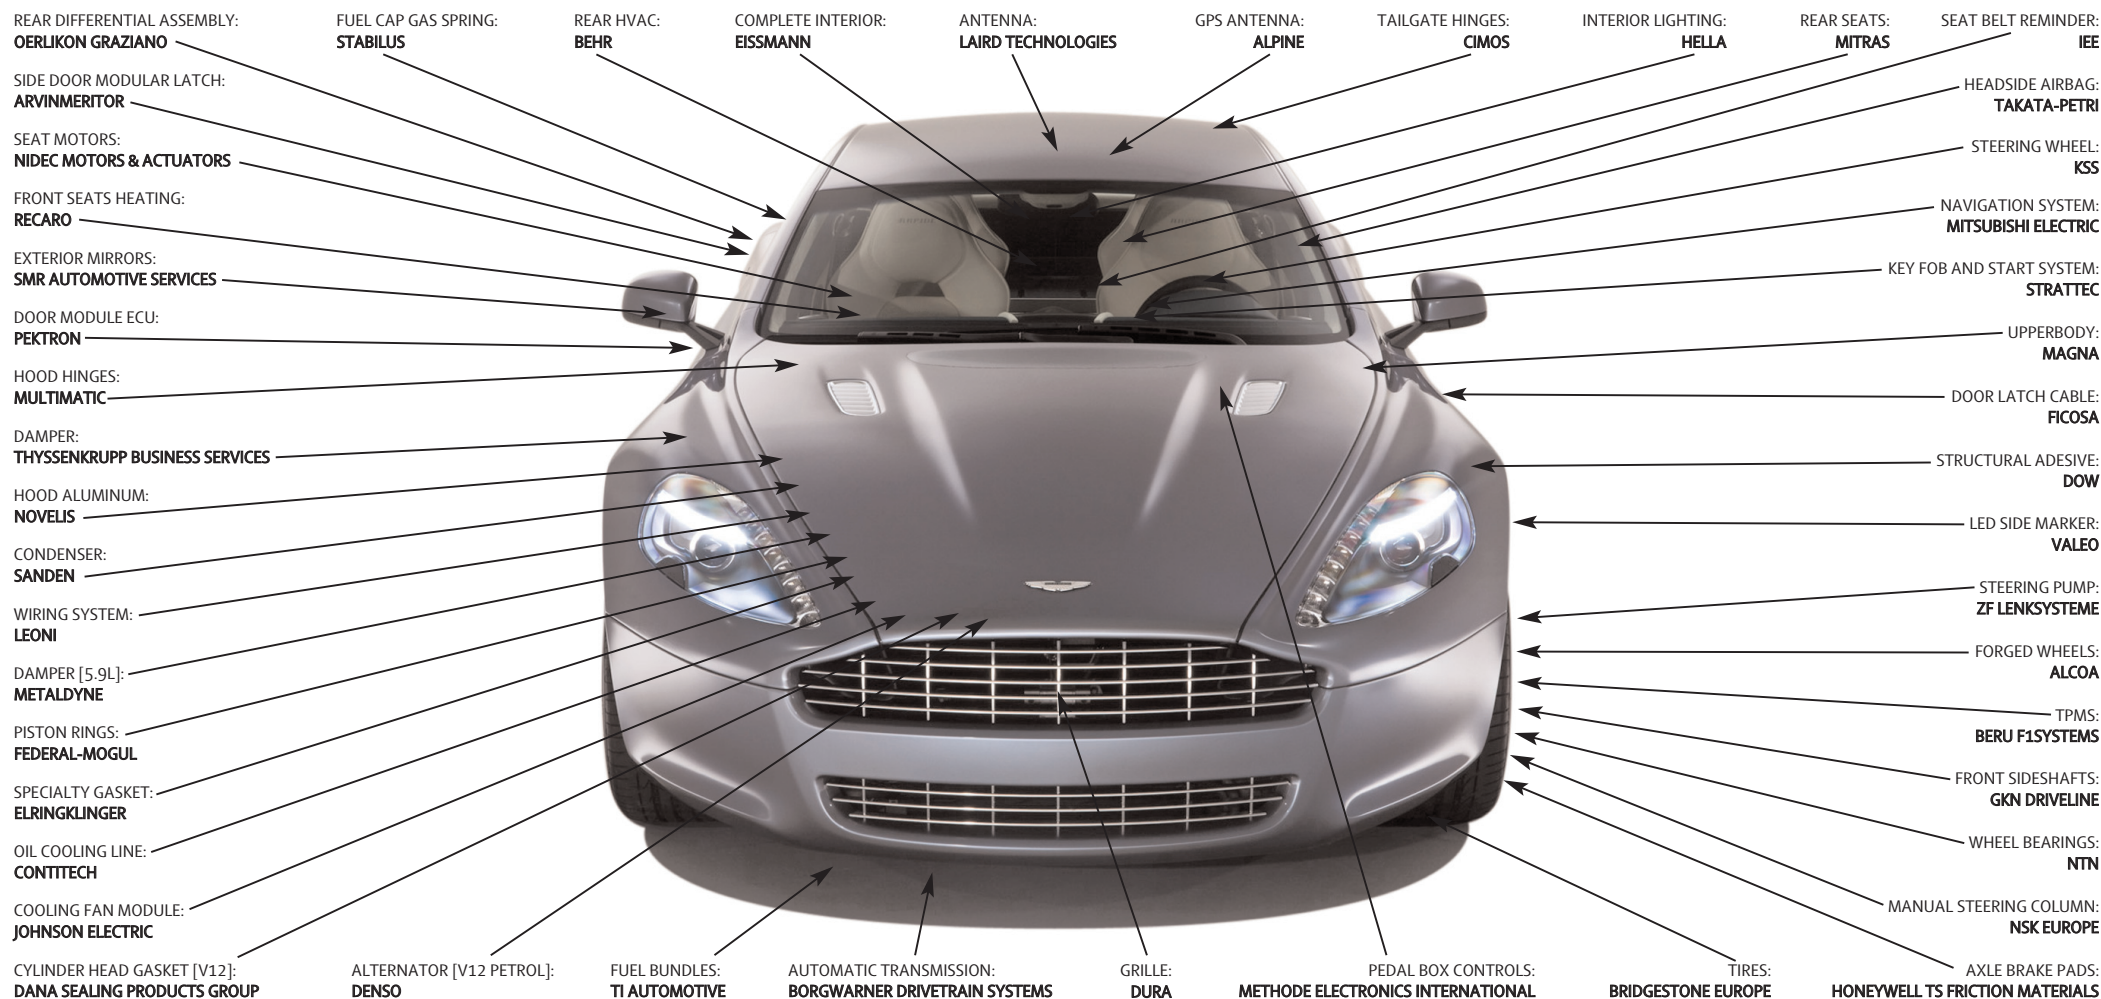 REAR DIFFERENTIAL ASSEMBLY:
OERLIKON GRAZIANO
FUEL CAP GAS SPRING:
STABILUS
REAR HVAC:
BEHR
COMPLETE INTERIOR:
EISSMANN
ANTENNA:
LAIRD TECHNOLOGIES
GPS ANTENNA:
ALPINE
TAILGATE HINGES:
CIMOS
INTERIOR LIGHTING:
HELLA
REAR SEATS:
MITRAS
SEAT BELT REMINDER:
IEE
SIDE DOOR MODULAR LATCH:
ARVINMERITOR
SEAT MOTORS:
NIDEC MOTORS & ACTUATORS
FRONT SEATS HEATING:
RECARO
EXTERIOR MIRRORS:
SMR AUTOMOTIVE SERVICES
DOOR MODULE ECU:
PEKTRON
HOOD HINGES:
MULTIMATIC
DAMPER:
THYSSENKRUPP BUSINESS SERVICES
HOOD ALUMINUM:
NOVELIS
CONDENSER:
SANDEN
WIRING SYSTEM:
LEONI
DAMPER [5.9L]:
METALDYNE
PISTON RINGS:
FEDERAL-MOGUL
SPECIALTY GASKET:
ELRINGKLINGER
OIL COOLING LINE:
CONTITECH
COOLING FAN MODULE:
JOHNSON ELECTRIC
HEADSIDE AIRBAG:
TAKATA-PETRI
STEERING WHEEL:
KSS
NAVIGATION SYSTEM:
MITSUBISHI ELECTRIC
KEY FOB AND START SYSTEM:
STRATTEC
UPPERBODY:
MAGNA
DOOR LATCH CABLE:
FICOSA
STRUCTURAL ADESIVE:
DOW
LED SIDE MARKER:
VALEO
STEERING PUMP:
ZF LENKSYSTEME
FORGED WHEELS:
ALCOA
TPMS:
BERU F1SYSTEMS
FRONT SIDESHAFTS:
GKN DRIVELINE
WHEEL BEARINGS:
NTN
MANUAL STEERING COLUMN:
NSK EUROPE
CYLINDER HEAD GASKET [V12]:
DANA SEALING PRODUCTS GROUP
ALTERNATOR [V12 PETROL]:
DENSO
FUEL BUNDLES:
TI AUTOMOTIVE
AUTOMATIC TRANSMISSION:
BORGWARNER DRIVETRAIN SYSTEMS
GRILLE:
DURA
PEDAL BOX CONTROLS:
METHODE ELECTRONICS INTERNATIONAL
TIRES:
BRIDGESTONE EUROPE
AXLE BRAKE PADS:
HONEYWELL TS FRICTION MATERIALS